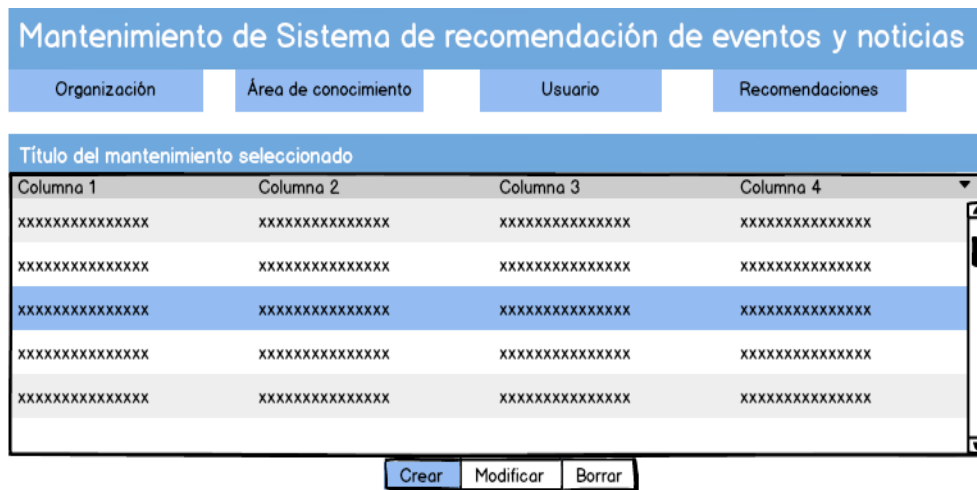 Mantenimiento de Sistema de recomendación de eventos y noticias
Organización Área de conocimiento Usuario Recomendaciones
Título del mantenimiento seleccionado
Columna 1 Columna 2 Columna 3 Columna 4
xxxxxxxxxxxxxxx xxxxxxxxxxxxxxx xxxxxxxxxxxxxxx xxxxxxxxxxxxxxx
xxxxxxxxxxxxxxx xxxxxxxxxxxxxxx xxxxxxxxxxxxxxx xxxxxxxxxxxxxxx
xxxxxxxxxxxxxxx xxxxxxxxxxxxxxx xxxxxxxxxxxxxxx xxxxxxxxxxxxxxx
xxxxxxxxxxxxxxx xxxxxxxxxxxxxxx xxxxxxxxxxxxxxx xxxxxxxxxxxxxxx
xxxxxxxxxxxxxxx xxxxxxxxxxxxxxx xxxxxxxxxxxxxxx xxxxxxxxxxxxxxx
Crear Modificar Borrar